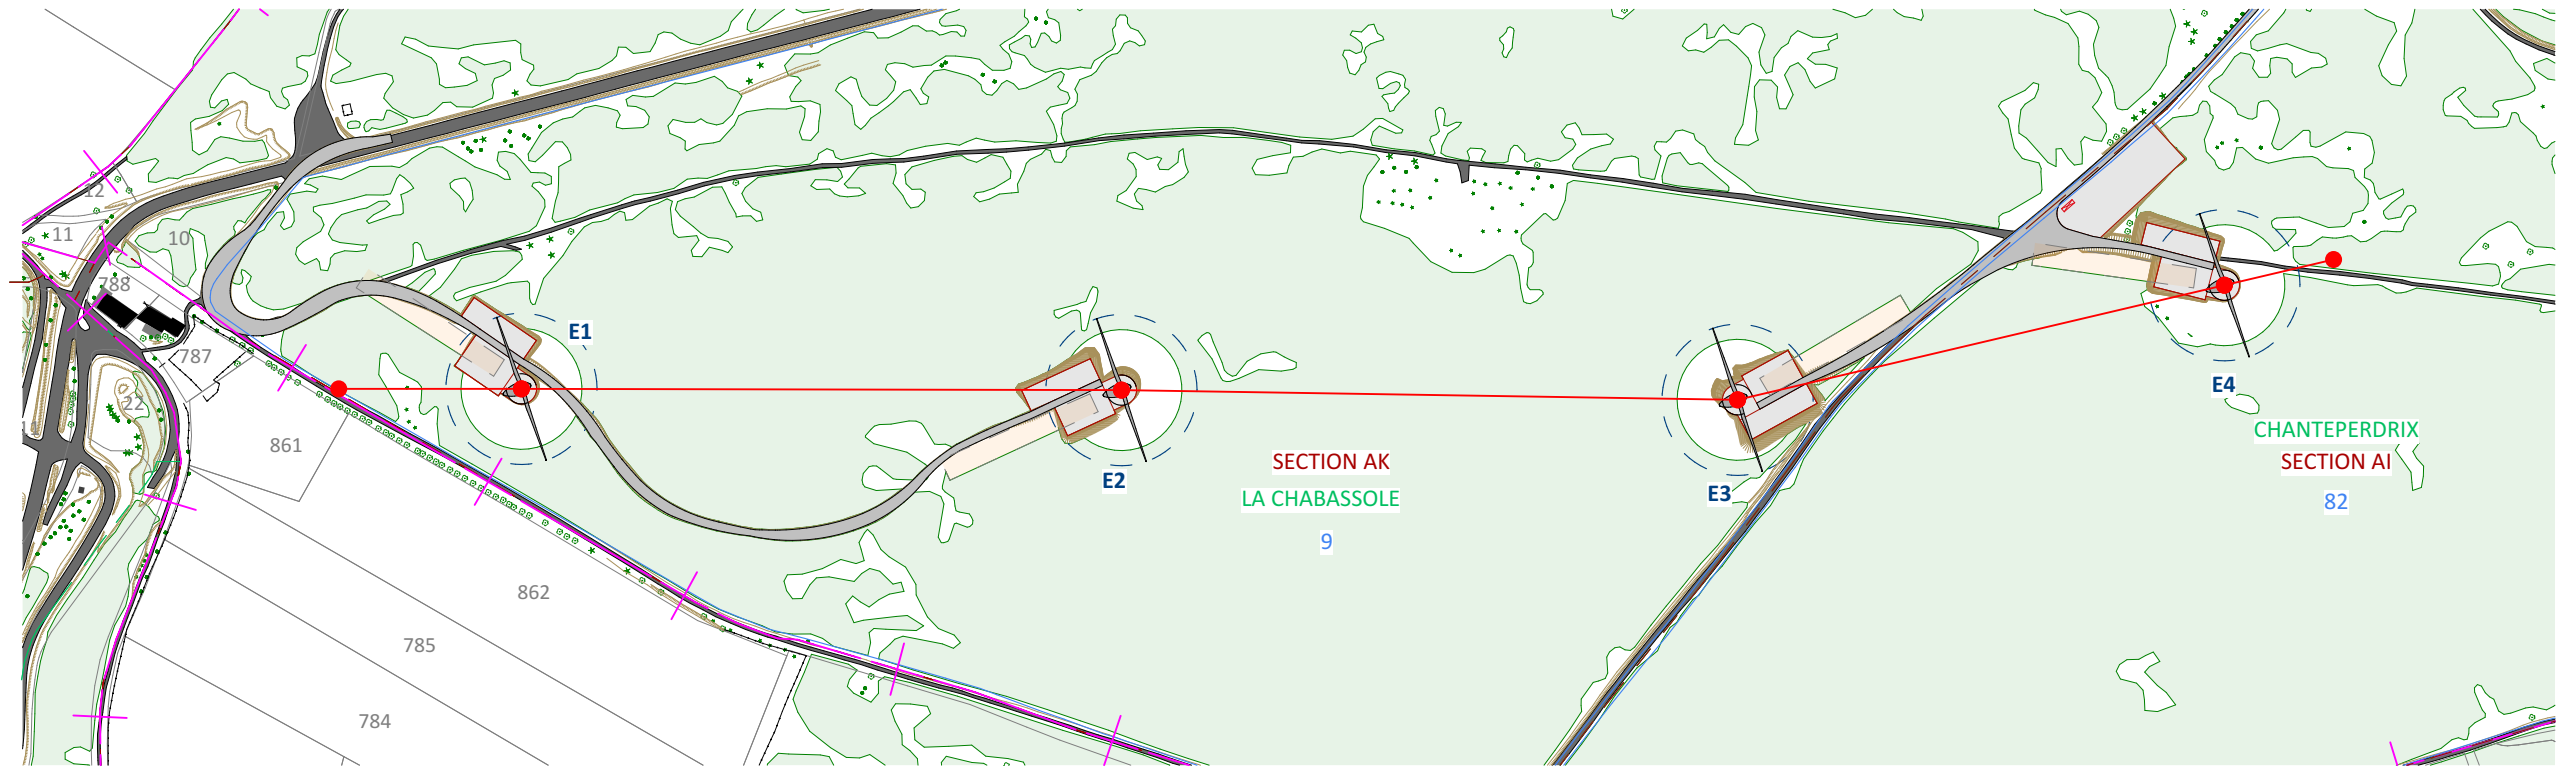 12
11
10
788
E1
787
22
861
E2
E3
E4
SECTION AK
LA CHABASSOLE
9
CHANTEPERDRIX
SECTION AI
82
862
785
784